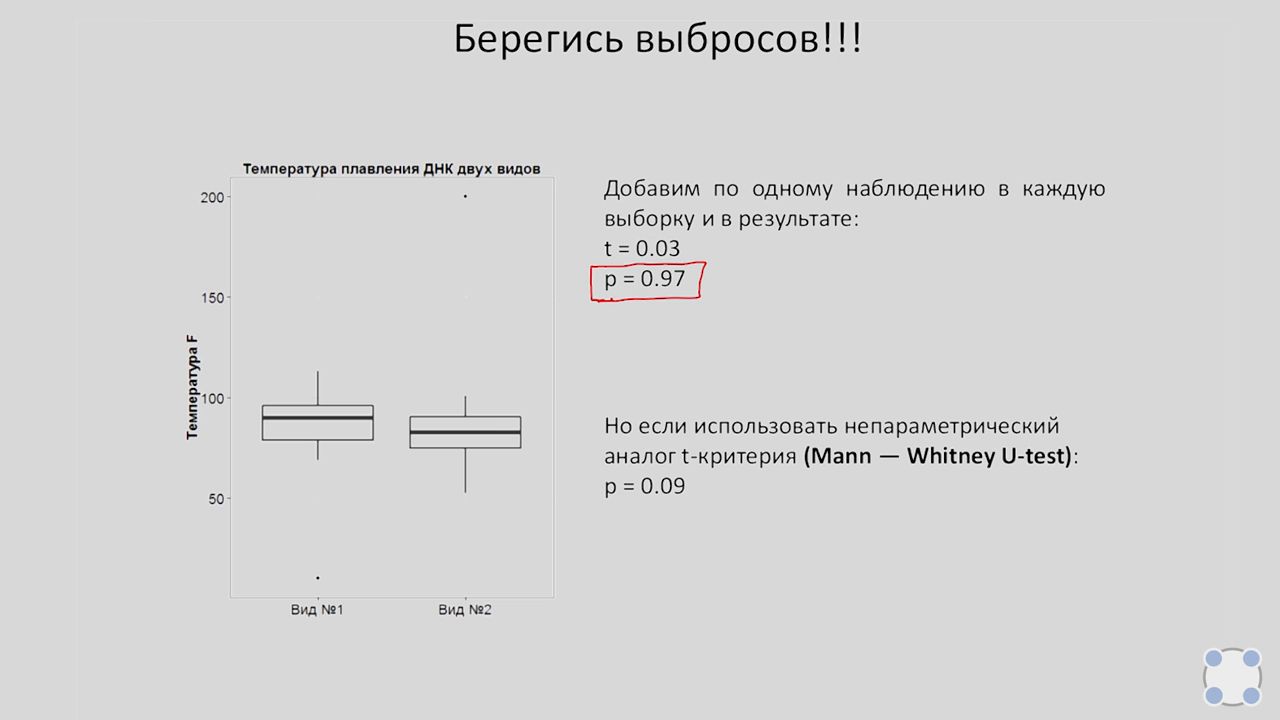 Берегись выбросов!!!
Температура плавления ДНК двух видов
Температура F
200
150
100
50
Вид №1
Вид №2
Добавим по одному наблюдению в каждую
выборку и в результате:
t = 0.03
p = 0.97
Но если использовать непараметрический
аналог t-критерия (Mann — Whitney U-test):
p = 0.09